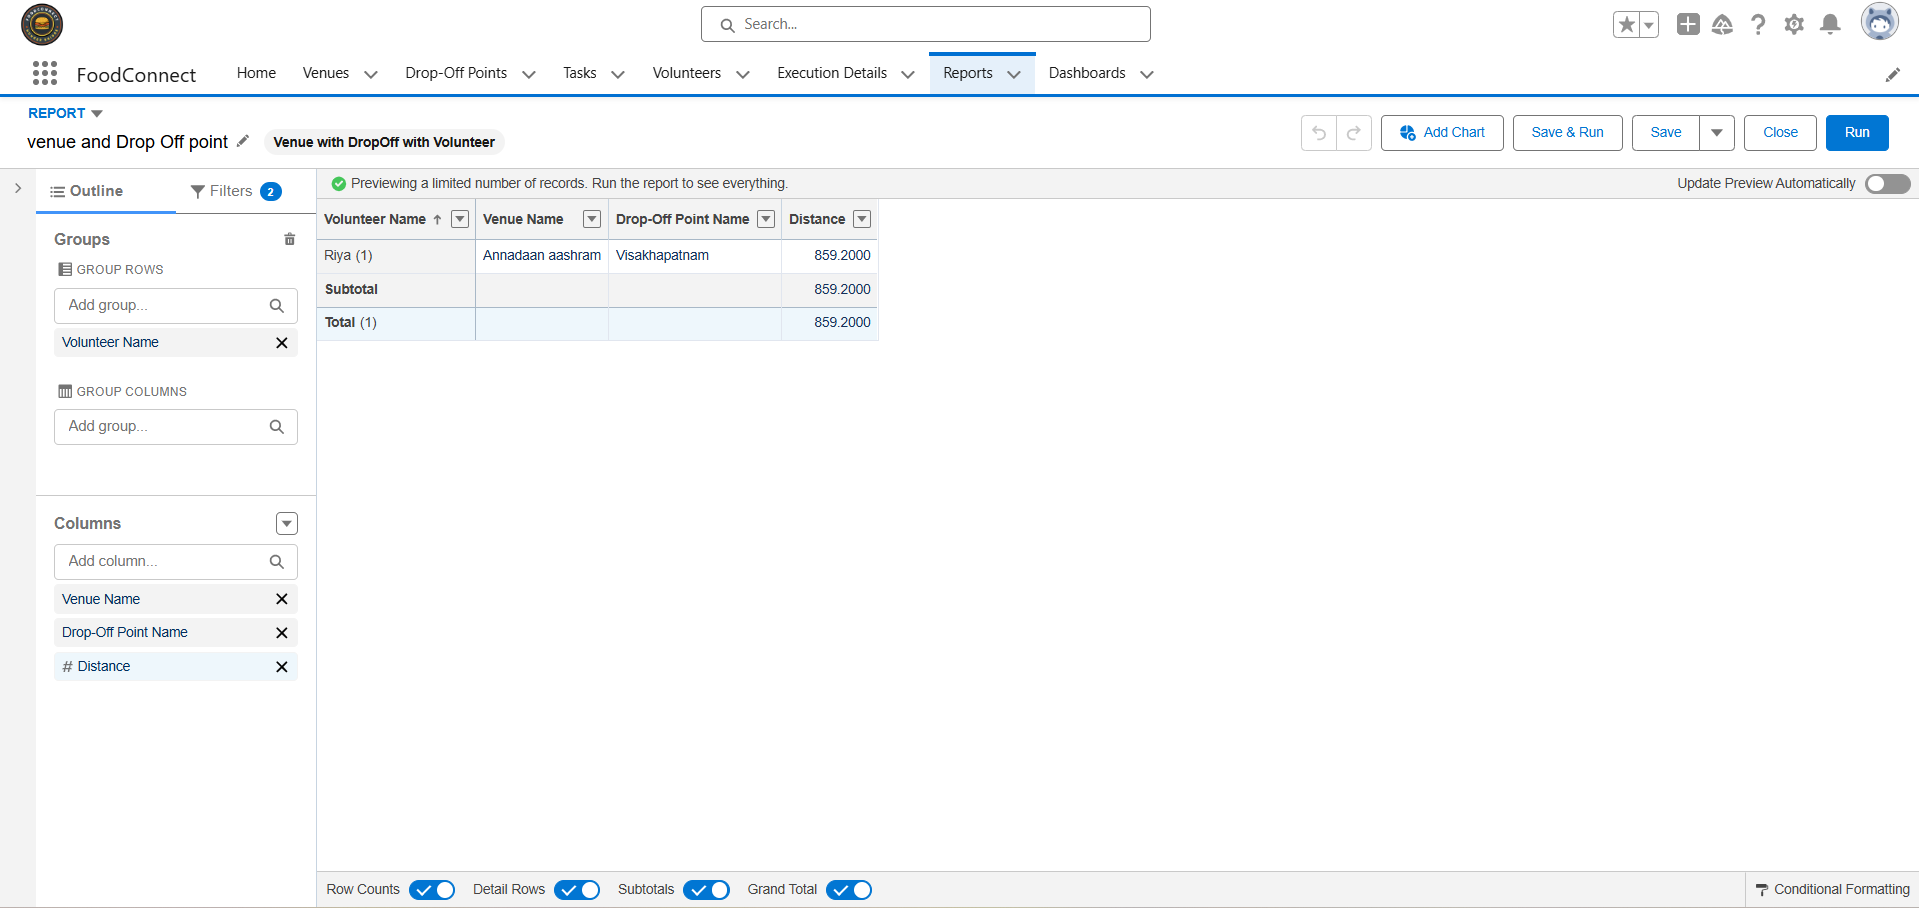 Search...
FoodConnect Home Venues Drop-Off Points Tasks Volunteers Execution Details Reports Dashboards
REPORT
venue and Drop Off point Venue with DropOff with Volunteer
Add Chart Save & Run Save Close Run
Outline Filters 2
Previewing a limited number of records. Run the report to see everything. Update Preview Automatically
Groups
GROUP ROWS
Add group...
Volunteer Name
GROUP COLUMNS
Add group...
Columns
Add column...
Venue Name
Drop-Off Point Name
# Distance
Volunteer Name Venue Name Drop-Off Point Name Distance
Riya (1) Annadaan aashram Visakhapatnam 859.2000
Subtotal 859.2000
Total (1) 859.2000
Row Counts Detail Rows Subtotals Grand Total Conditional Formatting